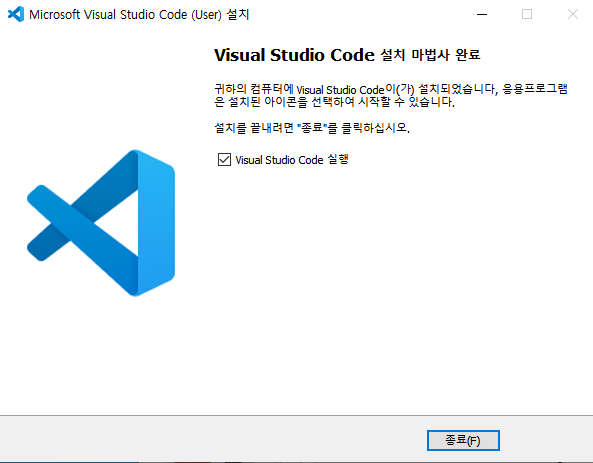 Microsoft Visual Studio Code (User) 설치
Visual Studio Code 설치 마법사 완료
귀하의 컴퓨터에 Visual Studio Code이(가) 설치되었습니다, 응용프로그램
은 설치된 아이콘을 선택하여 시작할 수 있습니다.
설치를 끝내려면 "종료"를 클릭하십시오.
Visual Studio Code 실행
종료(F)